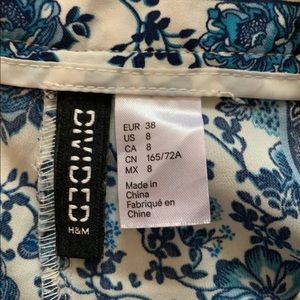 DIVIDED
H&M
EUR 38
US 8
CA 8
CN 165/72A
MX 8
Made in
China
Fabriqué en
Chine